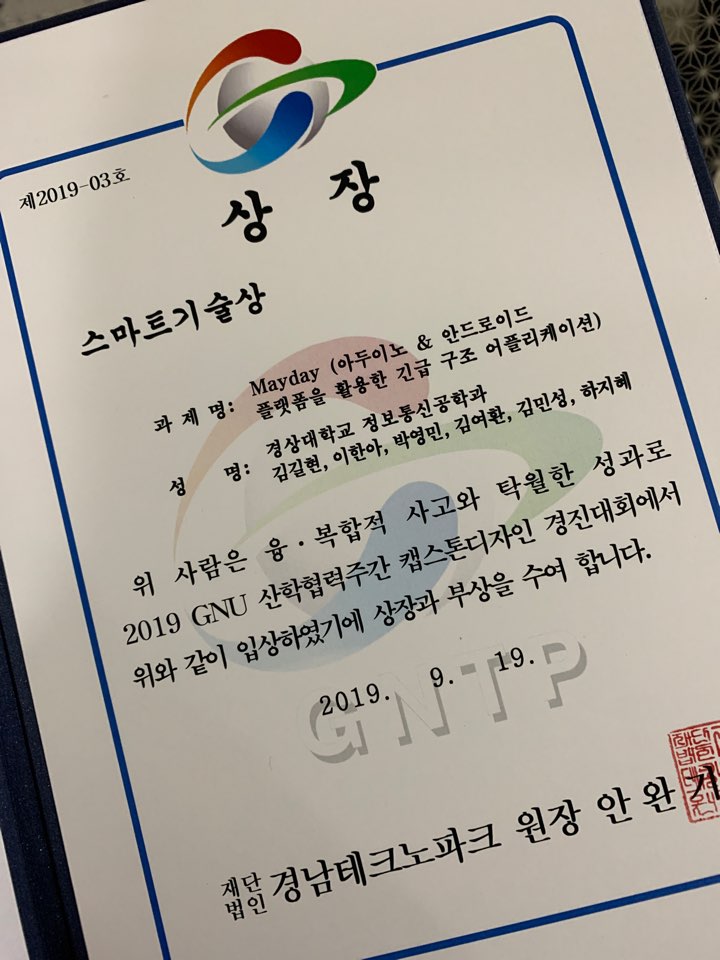 제2019-03호
상 장
스마트기술상
과 제 명: Mayday (아두이노 & 안드로이드
플랫폼을 활용한 긴급 구조 어플리케이션)
성 명: 경상대학교 정보통신공학과
김길현, 이한아, 박영민, 김여환, 김민성, 하지혜
위 사람은 융·복합적 사고와 탁월한 성과로
2019 GNU 산학협력주간 캡스톤디자인 경진대회에서
위와 같이 입상하였기에 상장과 부상을 수여 합니다.
2019. 9. 19.
GNTP
재단
법인 경남테크노파크 원장 안 완 기